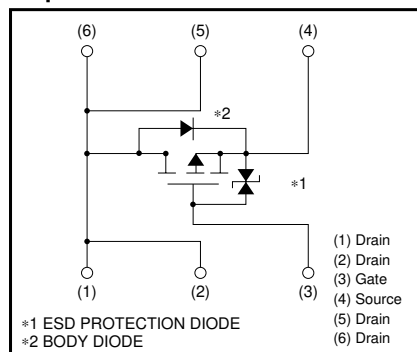 (6) (5) (4)
∗2
∗1
(1) (2) (3)
(1) Drain
(2) Drain
(3) Gate
(4) Source
(5) Drain
(6) Drain
∗1 ESD PROTECTION DIODE
∗2 BODY DIODE